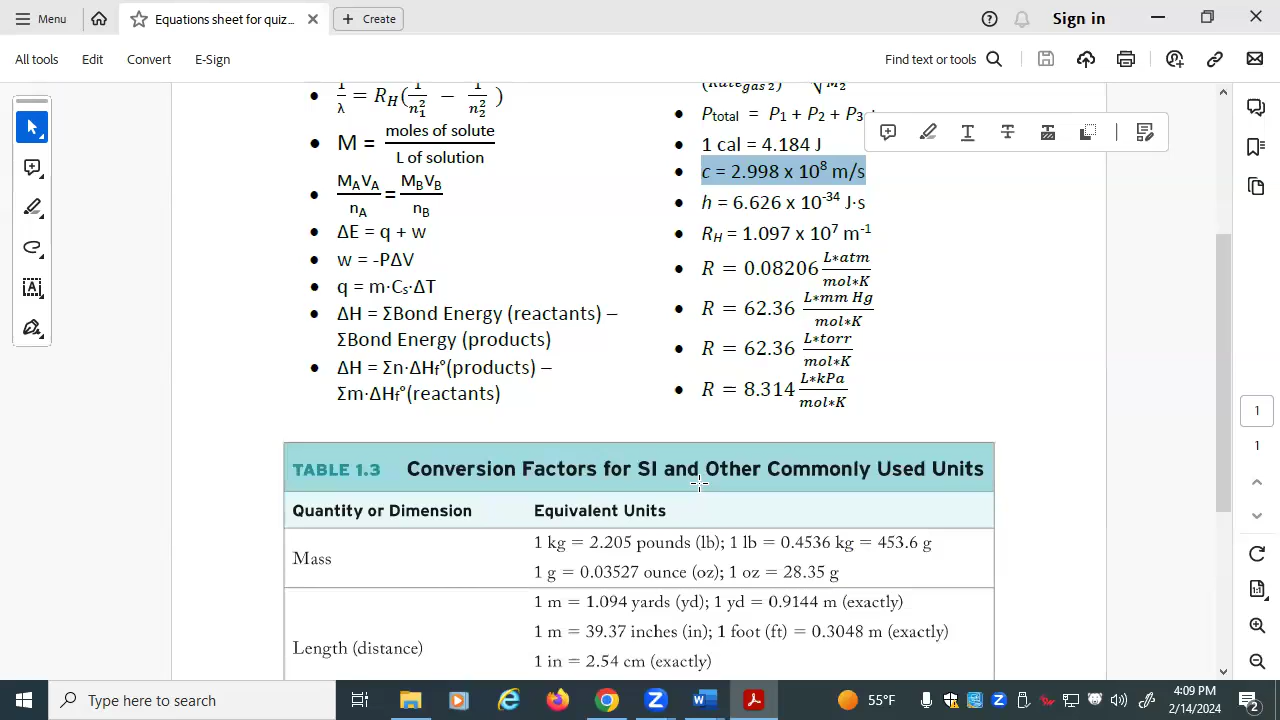 Menu
Equations sheet for quiz...
+ Create
Sign in
All tools Edit Convert E-Sign
Find text or tools
1/λ = R_H(1/n₁² − 1/n₂²)
M = moles of solute / L of solution
M_AV_A/n_A = M_BV_B/n_B
ΔE = q + w
w = -PΔV
q = m·Cₛ·ΔT
ΔH = ΣBond Energy (reactants) –
ΣBond Energy (products)
ΔH = Σn·ΔH_f°(products) –
Σm·ΔH_f°(reactants)
P_total = P₁ + P₂ + P₃
1 cal = 4.184 J
c = 2.998 x 10⁸ m/s
h = 6.626 x 10⁻³⁴ J·s
R_H = 1.097 x 10⁷ m⁻¹
R = 0.08206 L∗atm/mol∗K
R = 62.36 L∗mm Hg/mol∗K
R = 62.36 L∗torr/mol∗K
R = 8.314 L∗kPa/mol∗K
TABLE 1.3 Conversion Factors for SI and Other Commonly Used Units
Quantity or Dimension Equivalent Units
Mass
1 kg = 2.205 pounds (lb); 1 lb = 0.4536 kg = 453.6 g
1 g = 0.03527 ounce (oz); 1 oz = 28.35 g
Length (distance)
1 m = 1.094 yards (yd); 1 yd = 0.9144 m (exactly)
1 m = 39.37 inches (in); 1 foot (ft) = 0.3048 m (exactly)
1 in = 2.54 cm (exactly)
1
1
Type here to search
55°F
4:09 PM
2/14/2024
2